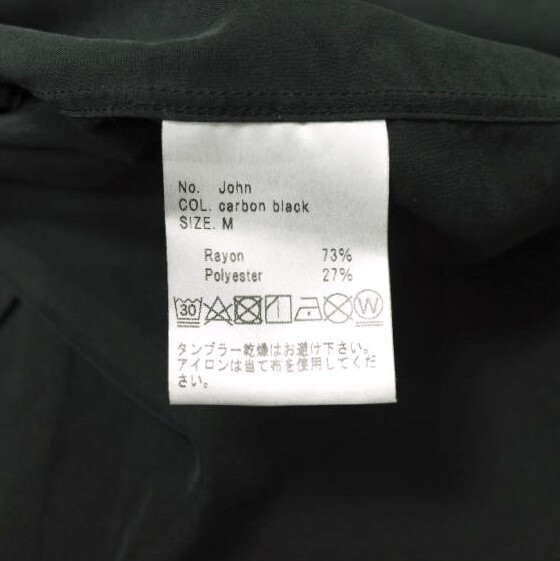 No. John
COL. carbon black
SIZE. M
Rayon 73%
Polyester 27%
30 W
タンブラー乾燥はお避け下さい。
アイロンは当て布を使用してくだ
さい。